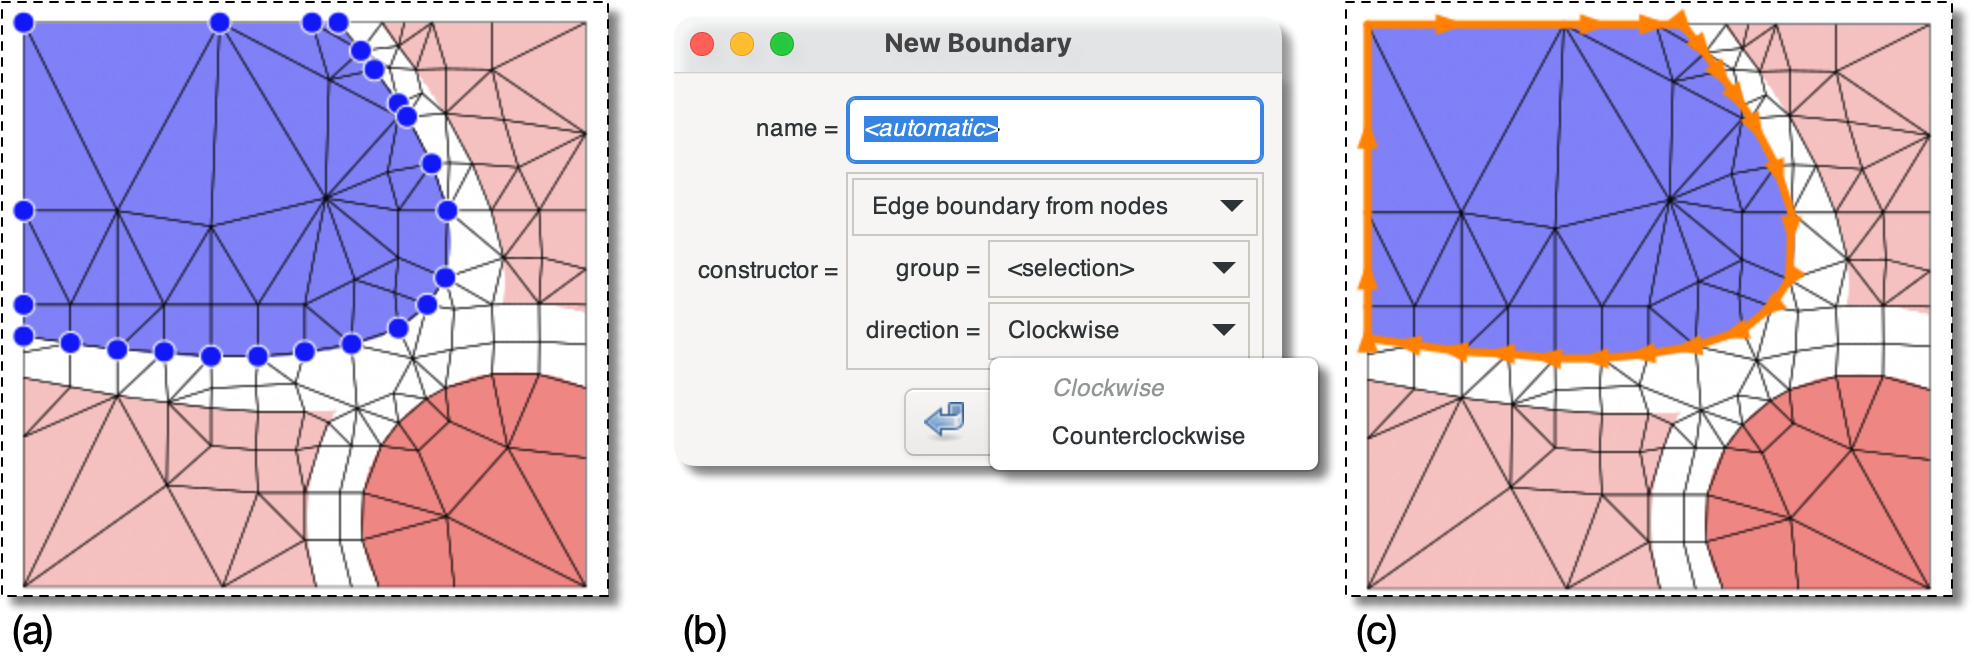 New Boundary
name = <automatic>
Edge boundary from nodes
constructor =
group = <selection>
direction = Clockwise
Clockwise
Counterclockwise
(a)
(b)
(c)